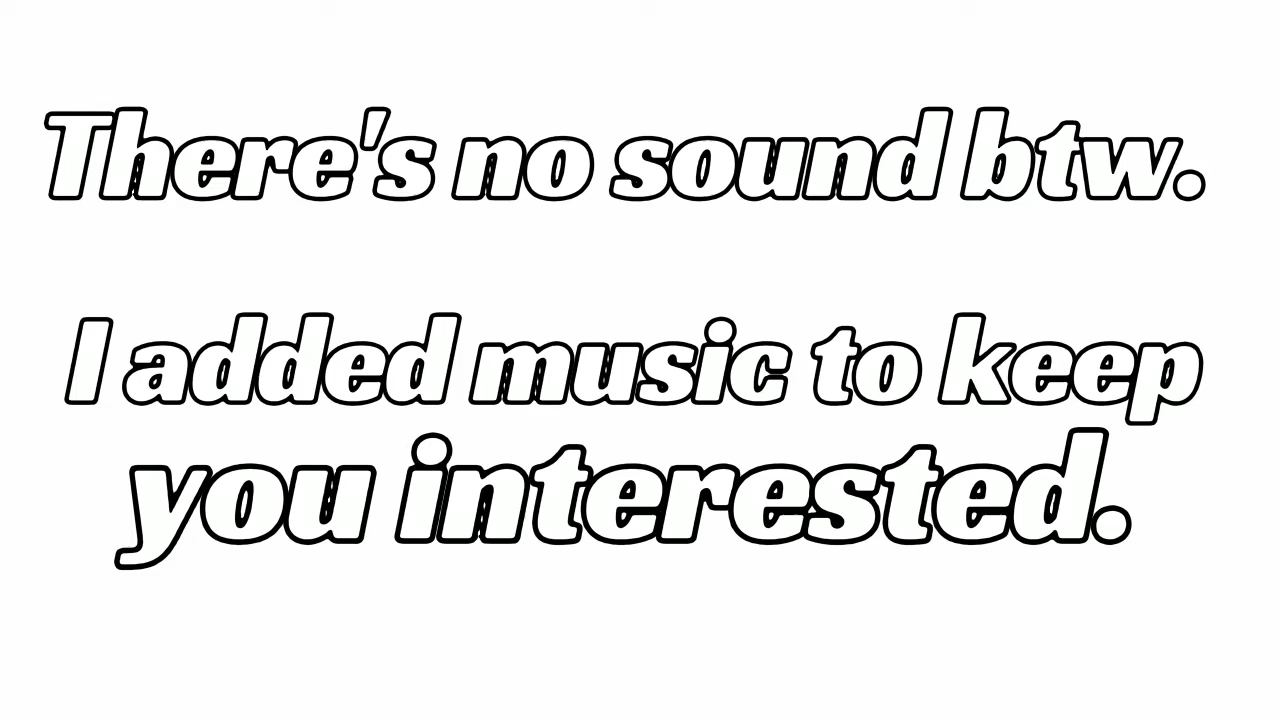 There's no sound btw.
I added music to keep
you interested.